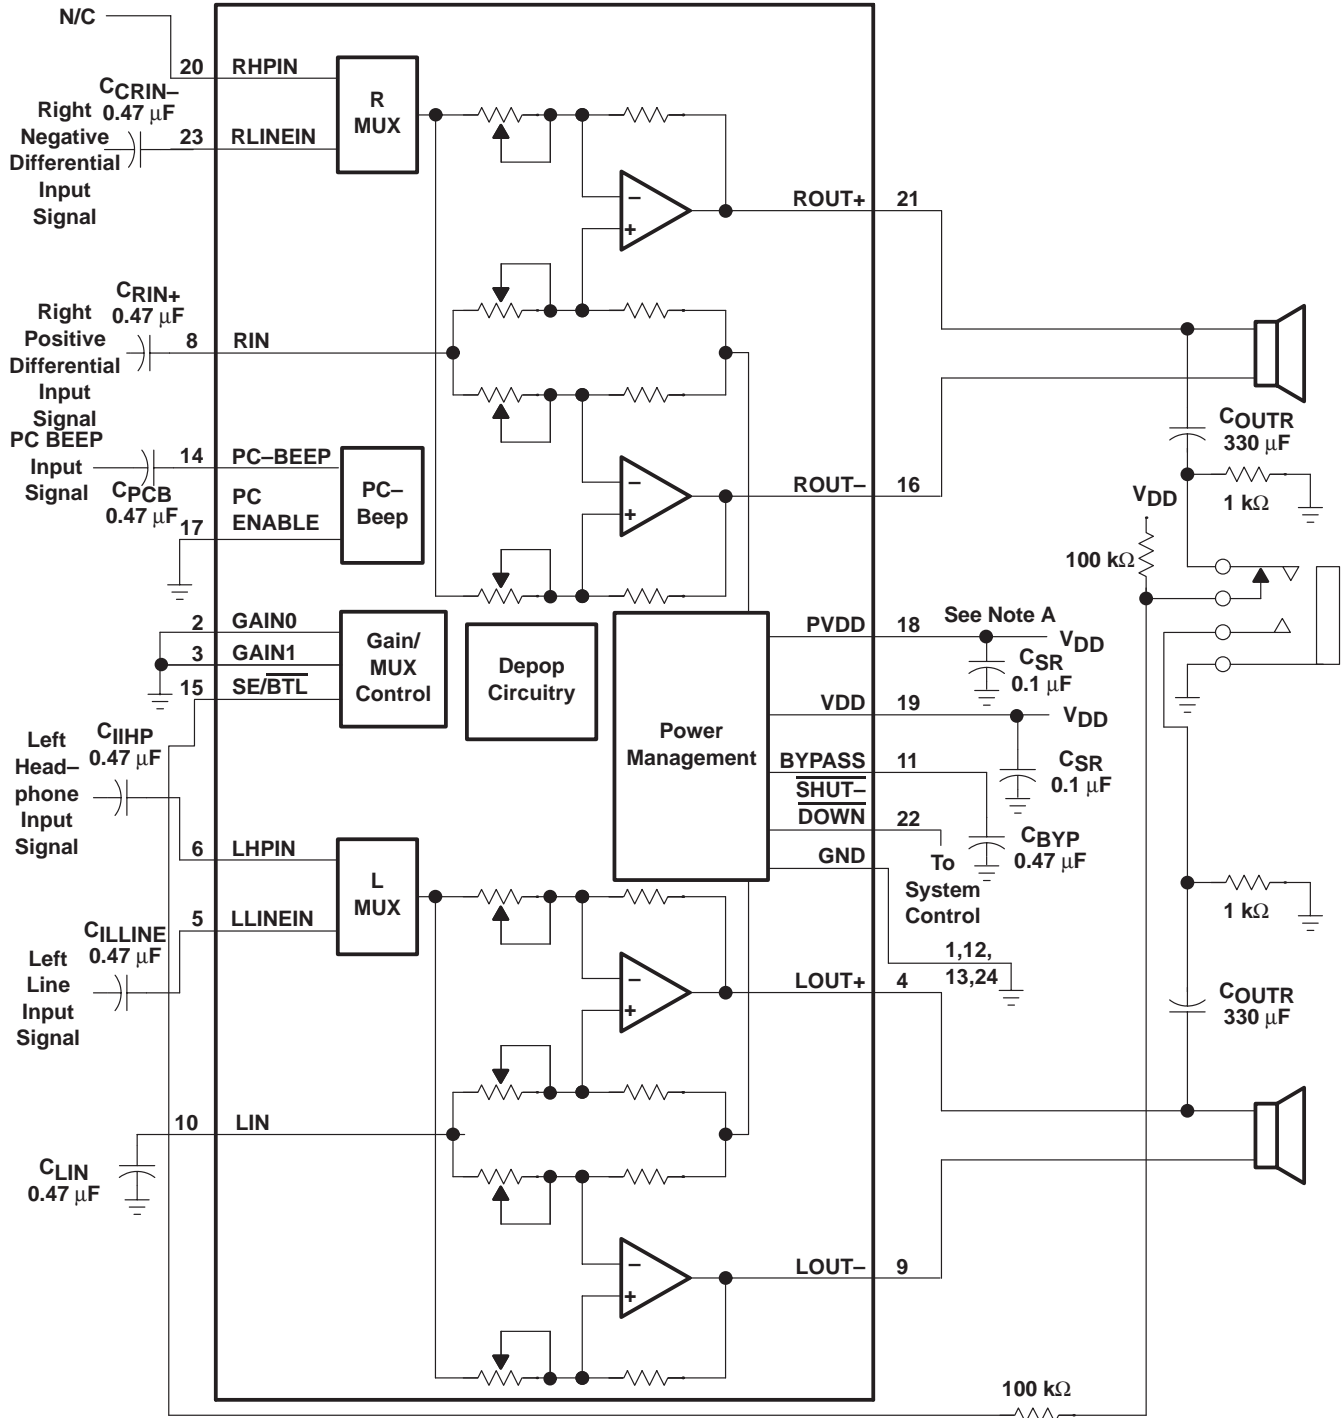 N/C
20 RHPIN
CCRIN–
0.47 µF
Right
Negative
Differential
Input
Signal
23 RLINEIN
R
MUX
ROUT+ 21
CRIN+
0.47 µF
Right
Positive
Differential
Input
Signal
8 RIN
PC BEEP
Input
Signal
CPCB
0.47 µF
14 PC–BEEP
PC
ENABLE
17
PC–
Beep
ROUT– 16
COUTR
330 µF
1 kΩ
VDD
100 kΩ
2 GAIN0
3 GAIN1
15 SE/BTL
Gain/
MUX
Control
Depop
Circuitry
Power
Management
PVDD 18
See Note A
VDD
CSR
0.1 µF
VDD 19
VDD
CSR
0.1 µF
BYPASS 11
SHUT–
DOWN 22
CBYP
0.47 µF
GND
To
System
Control
1,12,
13,24
CIIHP
0.47 µF
Left
Head–
phone
Input
Signal
6 LHPIN
L
MUX
CILLINE
0.47 µF
Left
Line
Input
Signal
5 LLINEIN
1 kΩ
LOUT+ 4
COUTR
330 µF
10 LIN
CLIN
0.47 µF
LOUT– 9
100 kΩ